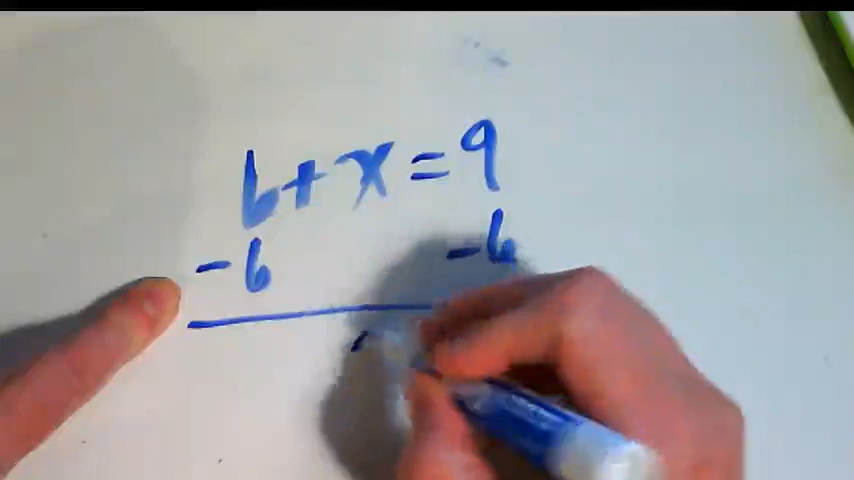 6 + x = 9
- 6 - 6